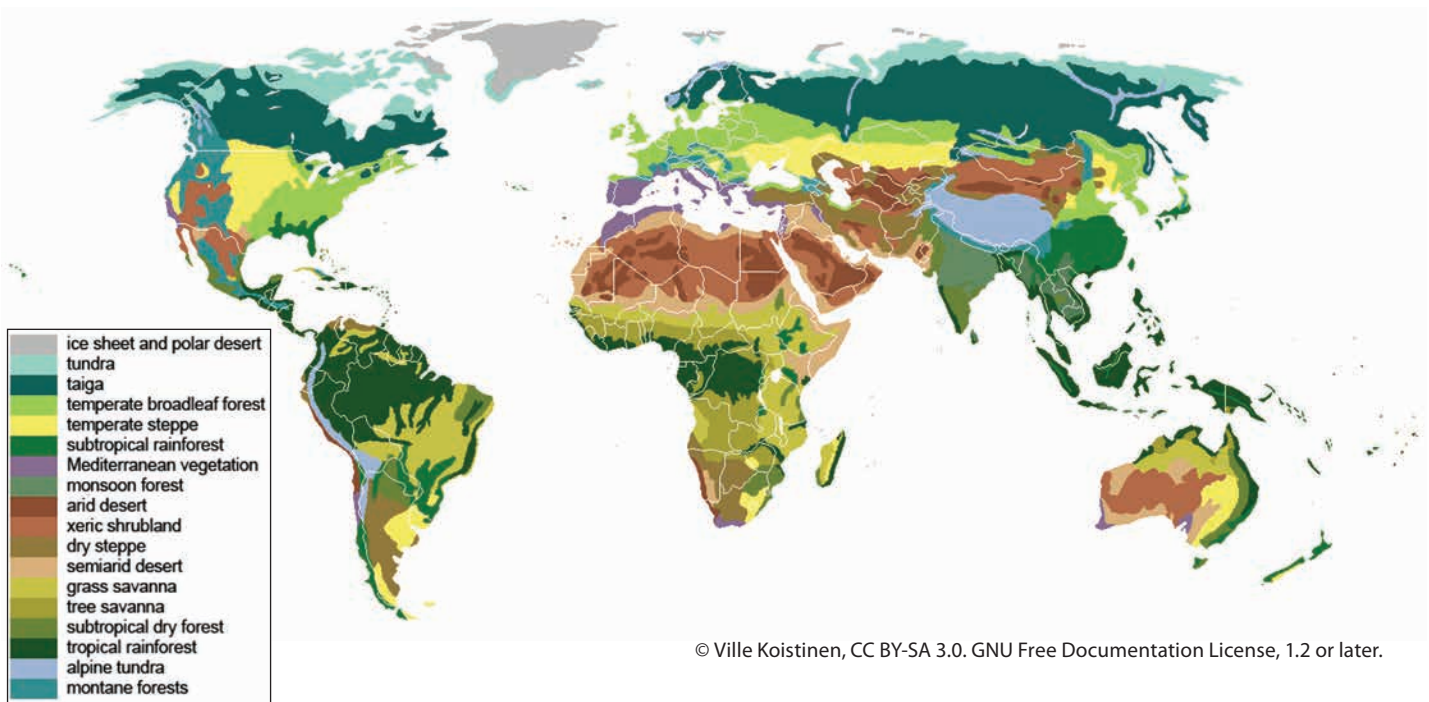 ice sheet and polar desert
tundra
taiga
temperate broadleaf forest
temperate steppe
subtropical rainforest
Mediterranean vegetation
monsoon forest
arid desert
xeric shrubland
dry steppe
semiarid desert
grass savanna
tree savanna
subtropical dry forest
tropical rainforest
alpine tundra
montane forests
© Ville Koistinen, CC BY-SA 3.0. GNU Free Documentation License, 1.2 or later.